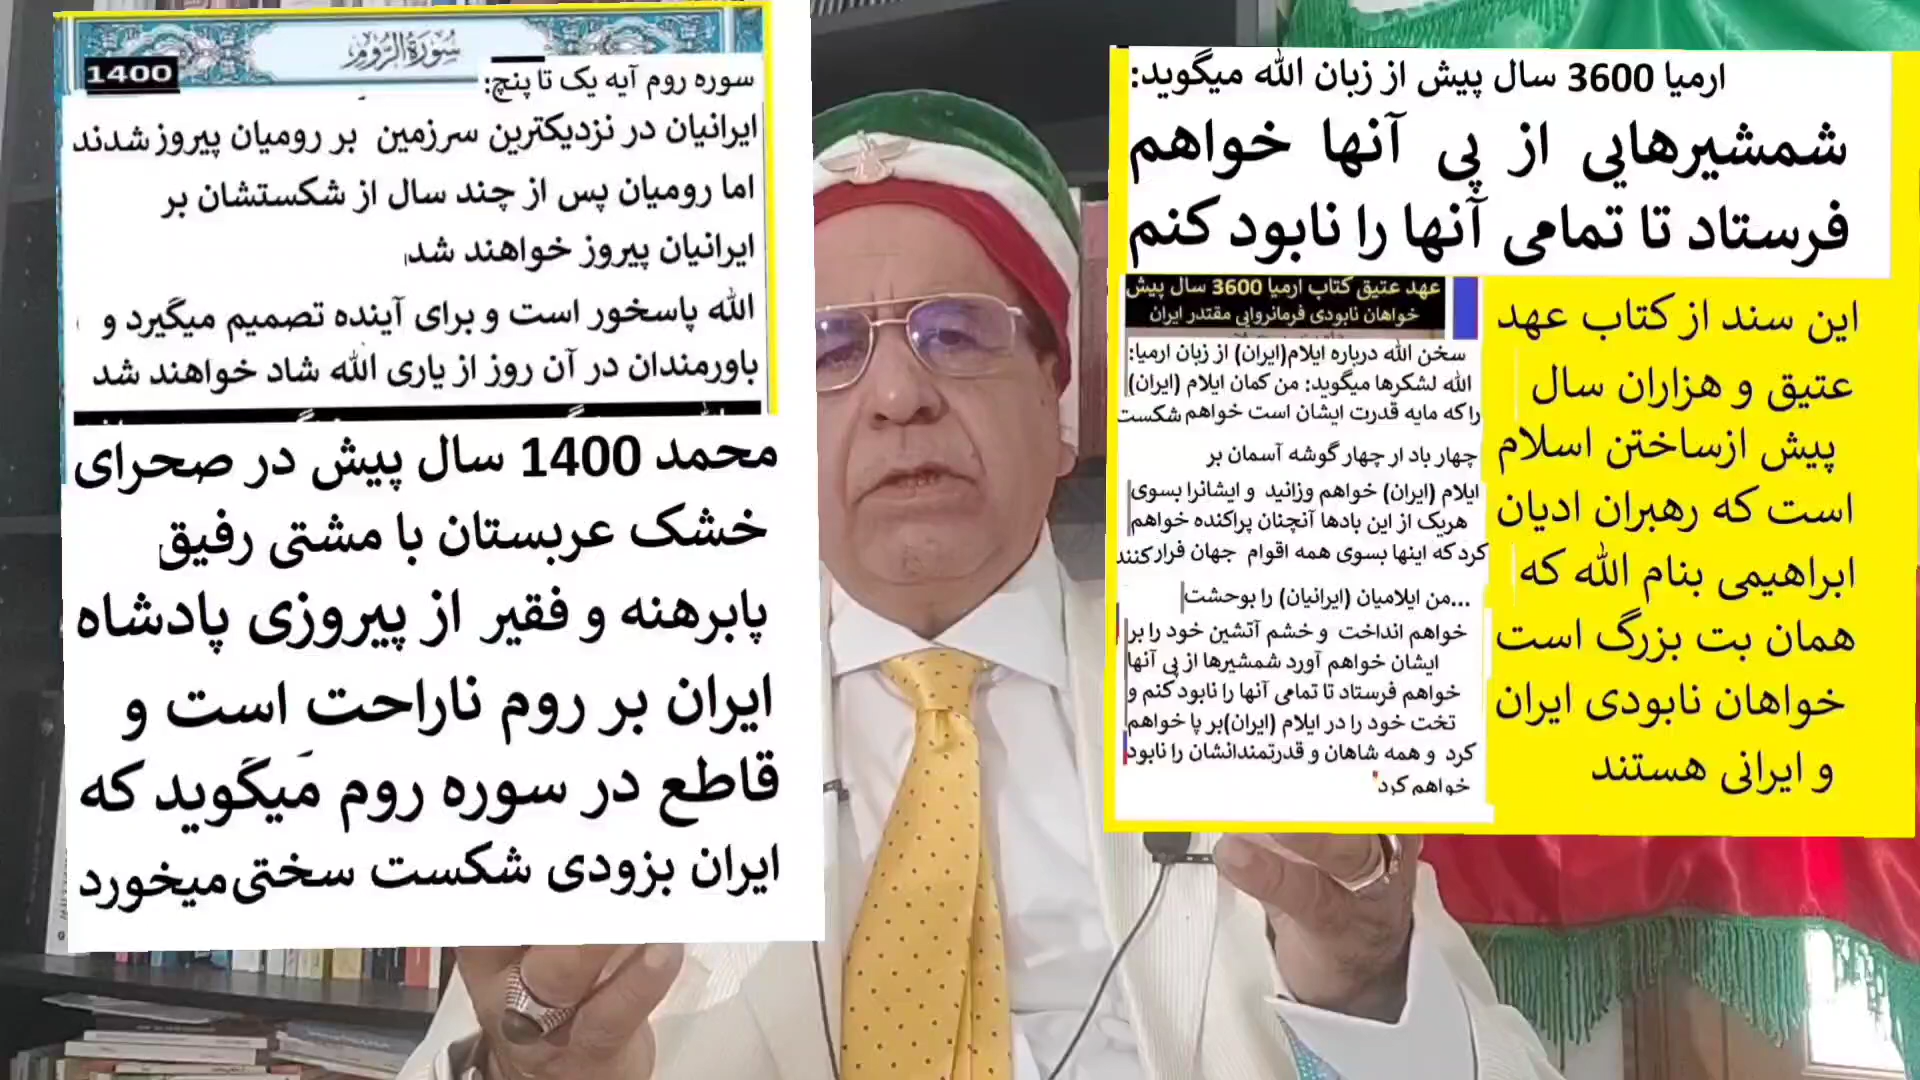 سُورَةُ الرُّومِ
1400
سوره روم آیه یک تا پنج:
ایرانیان در نزدیکترین سرزمین بر رومیان پیروز شدند
اما رومیان پس از چند سال از شکستشان بر
ایرانیان پیروز خواهند شد
الله پاسخور است و برای آینده تصمیم میگیرد و
باورمندان در آن روز از یاری الله شاد خواهند شد
محمد 1400 سال پیش در صحرای
خشک عربستان با مشتی رفیق
پابرهنه و فقیر از پیروزی پادشاه
ایران بر روم ناراحت است و
قاطع در سوره روم میگوید که
ایران بزودی شکست سختی میخورد
ارمیا 3600 سال پیش از زبان الله میگوید:
شمشیرهایی از پی آنها خواهم
فرستاد تا تمامی آنها را نابود کنم
عهد عتیق کتاب ارمیا 3600 سال پیش
خواهان نابودی فرمانروایی مقتدر ایران
سخن الله درباره ایلام(ایران) از زبان ارمیا:
الله لشکرها میگوید: من کمان ایلام (ایران)
را که مایه قدرت ایشان است خواهم شکست
چهار باد از چهار گوشه آسمان بر
ایلام (ایران) خواهم وزانید و ایشانرا بسوی
هریک از این بادها آنچنان پراکنده خواهم
کرد که اینها بسوی همه اقوام جهان فرار کنند
...من ایلامیان (ایرانیان) را بوحشت
خواهم انداخت و خشم آتشین خود را بر
ایشان خواهم آورد شمشیرها از پی آنها
خواهم فرستاد تا تمامی آنها را نابود کنم و
تخت خود را در ایلام (ایران)بر پا خواهم
کرد و همه شاهان و قدرتمندانشان را نابود
خواهم کرد
این سند از کتاب عهد
عتیق و هزاران سال
پیش ازساختن اسلام
است که رهبران ادیان
ابراهیمی بنام الله که
همان بت بزرگ است
خواهان نابودی ایران
و ایرانی هستند